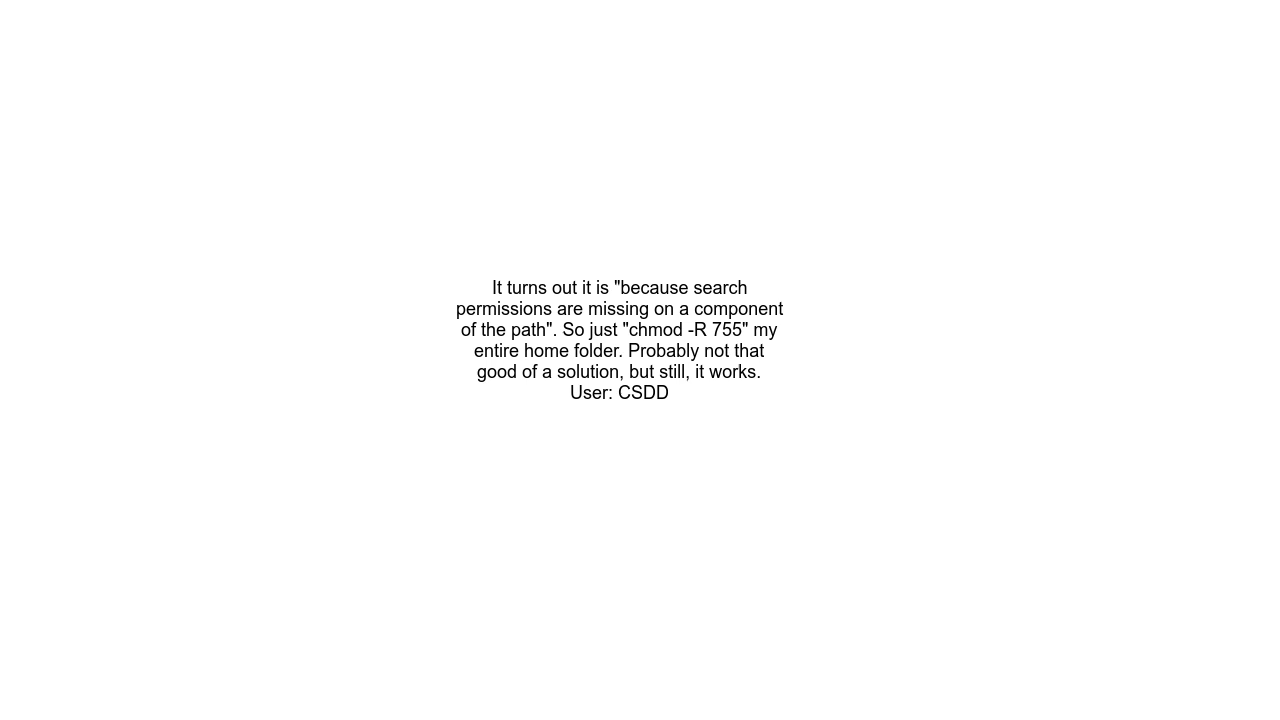 It turns out it is "because search
permissions are missing on a component
of the path". So just "chmod -R 755" my
entire home folder. Probably not that
good of a solution, but still, it works.
User: CSDD